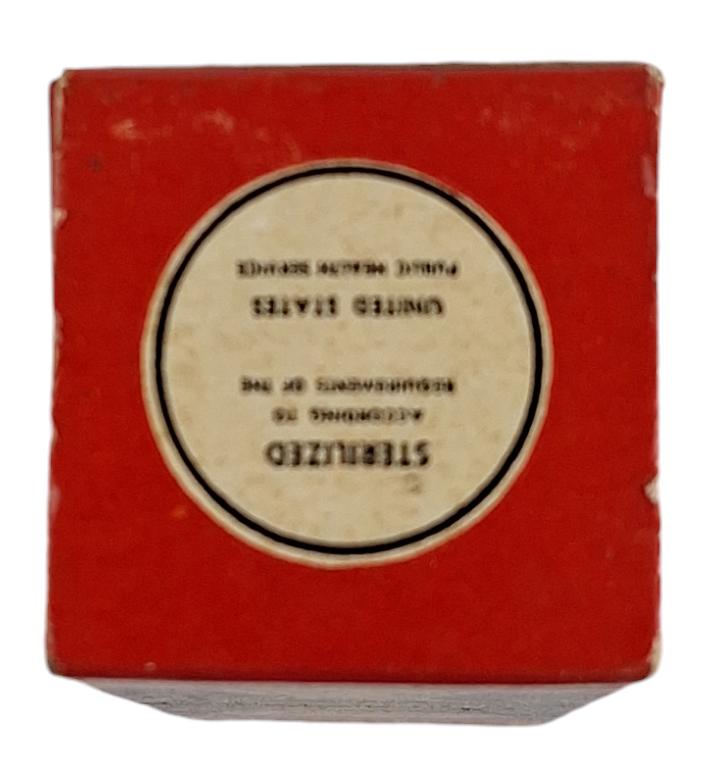 STERILIZED
ACCORDING TO
REQUIREMENTS OF THE
UNITED STATES
PUBLIC HEALTH SERVICE